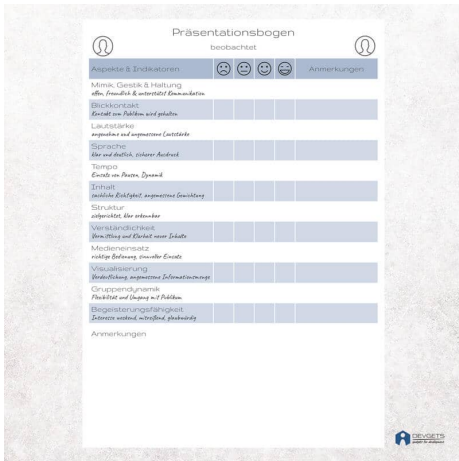 Präsentationsbogen
beobachtet
Aspekte & Indikatoren
Anmerkungen:
Mimik, Gestik & Haltung
offen, freundlich & unterstützt Kommunikation
Blickkontakt
Kontakt zum Publikum wird gehalten
Lautstärke
angenehme und angemessene Lautstärke
Sprache
klar und deutlich, sicherer Ausdruck
Tempo
Einsatz von Pausen, Dynamik
Inhalt
sachliche Richtigkeit, angemessene Gewichtung
Struktur
zielgerichtet, klar erkennbar
Verständlichkeit
Vermittlung und Klarheit neuer Inhalte
Medieneinsatz
richtige Bedienung, sinnvoller Einsatz
Visualisierung
Verdeutlichung, angemessene Informationsmenge
Gruppendynamik
Flexibilität und Umgang mit Publikum
Begeisterungsfähigkeit
Interesse weckend, mitreißend, glaubwürdig
Anmerkungen
DEVGETS
gadgets for development